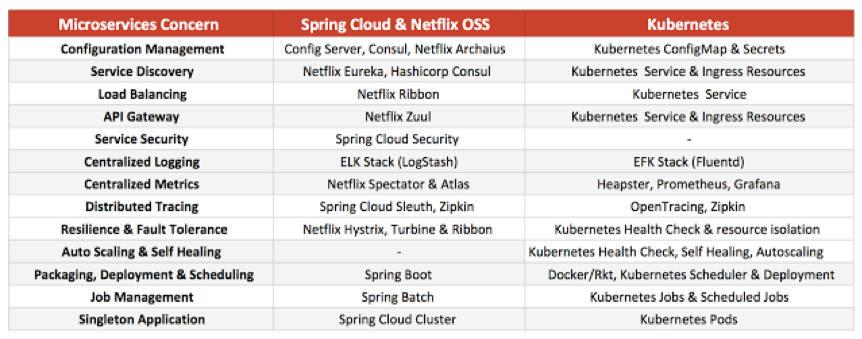 Microservices Concern Spring Cloud & Netflix OSS Kubernetes
Configuration Management Config Server, Consul, Netflix Archaius Kubernetes ConfigMap & Secrets
Service Discovery Netflix Eureka, Hashicorp Consul Kubernetes Service & Ingress Resources
Load Balancing Netflix Ribbon Kubernetes Service
API Gateway Netflix Zuul Kubernetes Service & Ingress Resources
Service Security Spring Cloud Security -
Centralized Logging ELK Stack (LogStash) EFK Stack (Fluentd)
Centralized Metrics Netflix Spectator & Atlas Heapster, Prometheus, Grafana
Distributed Tracing Spring Cloud Sleuth, Zipkin OpenTracing, Zipkin
Resilience & Fault Tolerance Netflix Hystrix, Turbine & Ribbon Kubernetes Health Check & resource isolation
Auto Scaling & Self Healing - Kubernetes Health Check, Self Healing, Autoscaling
Packaging, Deployment & Scheduling Spring Boot Docker/Rkt, Kubernetes Scheduler & Deployment
Job Management Spring Batch Kubernetes Jobs & Scheduled Jobs
Singleton Application Spring Cloud Cluster Kubernetes Pods